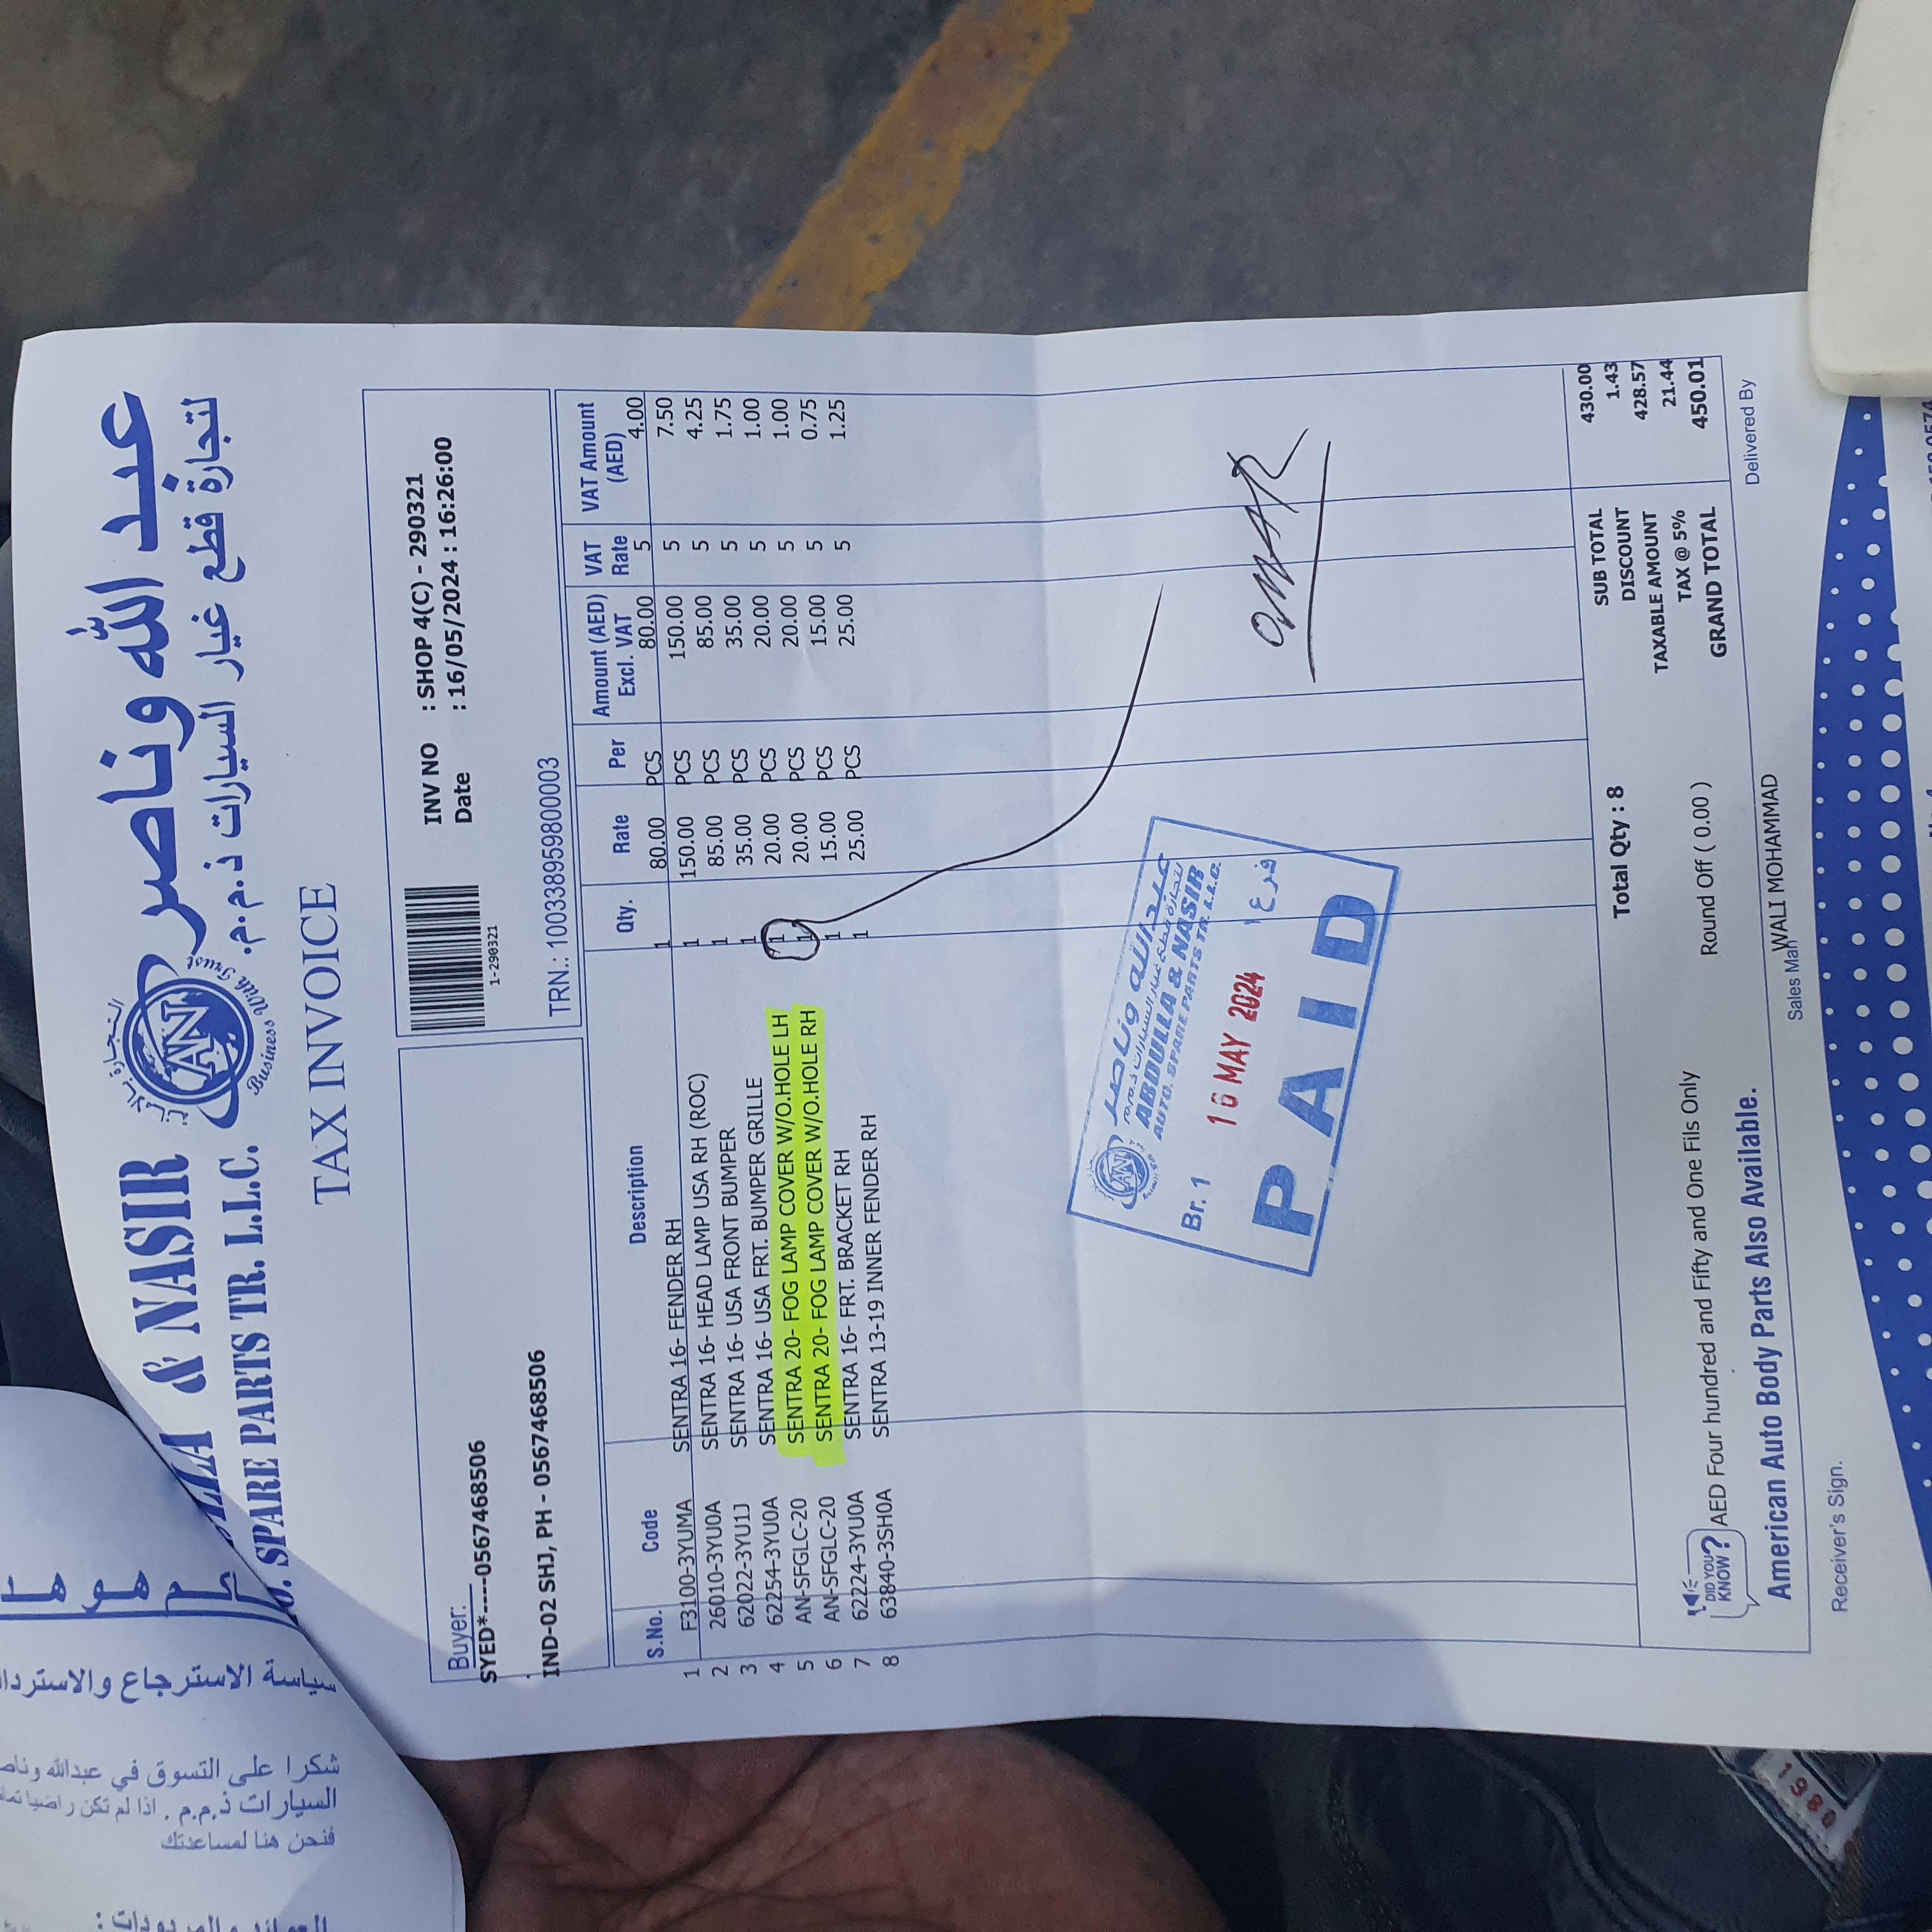 عبد الله وناصر
لتجارة قطع غيار السيارات ذ.م.م.
& NASIR
SPARE PARTS TR. L.L.C.
AN
Business With Trust
TAX INVOICE
Buyer:
SYED*----0567468506
IND-02 SHJ, PH - 0567468506
1-290321
INV NO : SHOP 4(C) - 290321
Date : 16/05/2024 : 16:26:00
TRN.: 100338959800003
S.No. Code Description Qty. Rate Per Amount (AED) Excl. VAT VAT Rate VAT Amount (AED)
1 F3100-3YUMA SENTRA 16- FENDER RH 1 80.00 PCS 80.00 5 4.00
2 26010-3YU0A SENTRA 16- HEAD LAMP USA RH (ROC) 1 150.00 PCS 150.00 5 7.50
3 62022-3YU1J SENTRA 16- USA FRONT BUMPER 1 85.00 PCS 85.00 5 4.25
4 62254-3YU0A SENTRA 16- USA FRT. BUMPER GRILLE 1 35.00 PCS 35.00 5 1.75
5 AN-SFGLC-20 SENTRA 20- FOG LAMP COVER W/O.HOLE LH 1 20.00 PCS 20.00 5 1.00
6 AN-SFGLC-20 SENTRA 20- FOG LAMP COVER W/O.HOLE RH 1 20.00 PCS 20.00 5 1.00
7 62224-3YU0A SENTRA 16- FRT. BRACKET RH 1 15.00 PCS 15.00 5 0.75
8 63840-3SH0A SENTRA 13-19 INNER FENDER RH 1 25.00 PCS 25.00 5 1.25
OMAR
عبدالله وناصر
لتجارة قطع غيار السيارات ذ.م.م
ABDULLA & NASIR
AUTO. SPARE PARTS TR. L.L.C.
Br. 1 16 MAY 2024 فرع ١
PAID
Total Qty : 8
SUB TOTAL 430.00
DISCOUNT 1.43
TAXABLE AMOUNT 428.57
TAX @ 5% 21.44
Round Off ( 0.00 ) GRAND TOTAL 450.01
DID YOU KNOW?
AED Four hundred and Fifty and One Fils Only
American Auto Body Parts Also Available.
WALI MOHAMMAD
Receiver's Sign. Sales Man Delivered By
سياسة الاسترجاع والاسترداد
شكرا على التسوق في عبدالله وناصر
السيارات ذ.م.م. اذا لم تكن راضيا
فنحن هنا لمساعدتك
1980